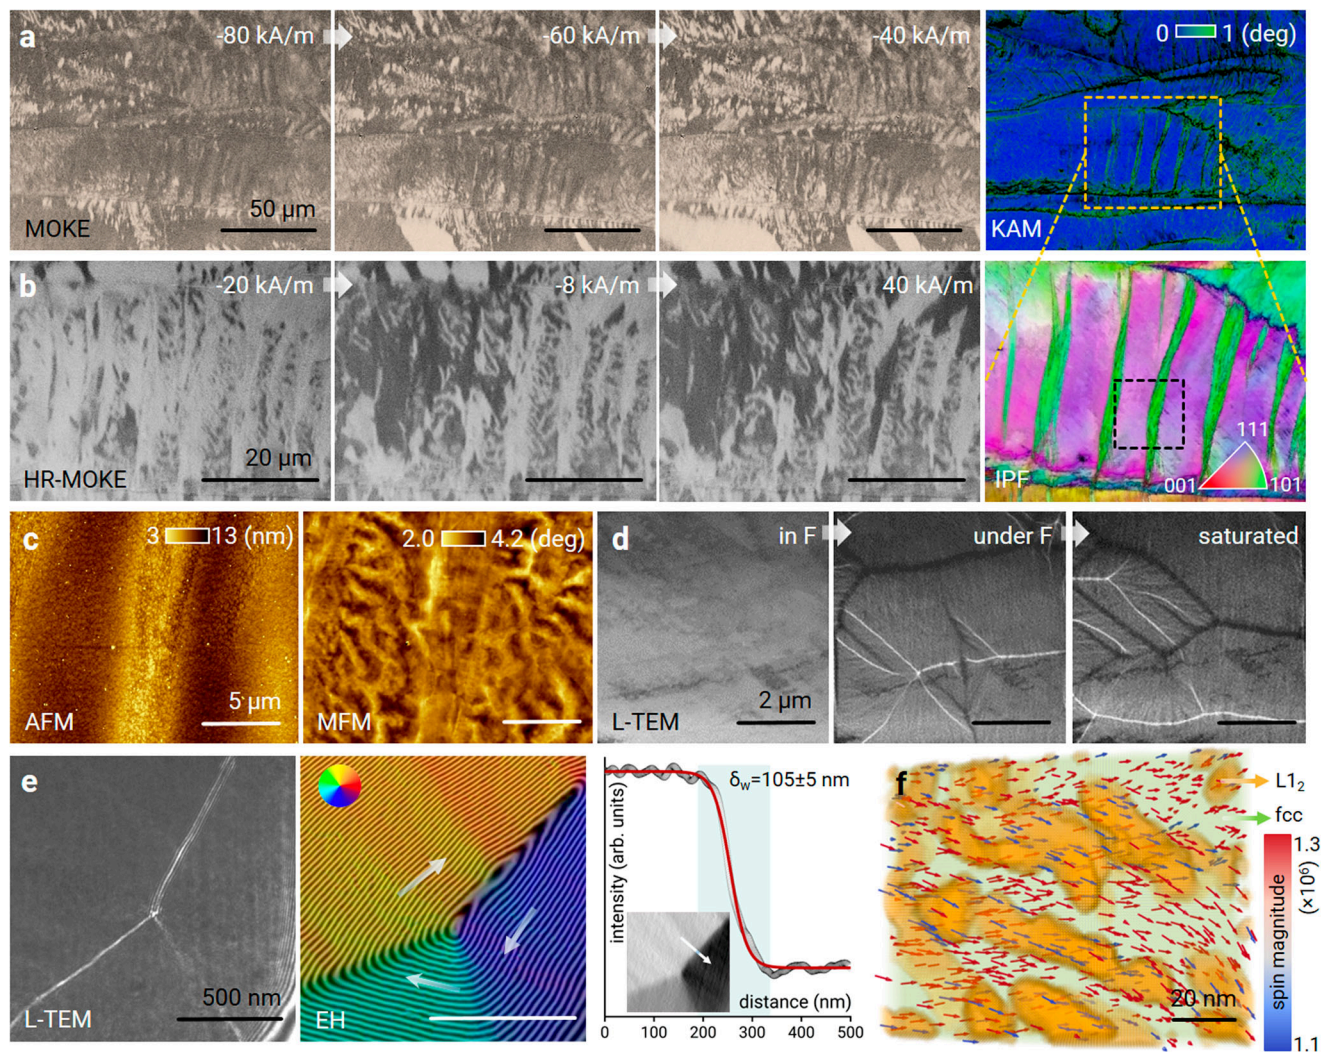 a
-80 kA/m
-60 kA/m
-40 kA/m
0 1 (deg)
MOKE
50 µm
KAM
b
-20 kA/m
-8 kA/m
40 kA/m
HR-MOKE
20 µm
IPF
111
001
101
c
3 13 (nm)
2.0 4.2 (deg)
d
in F
under F
saturated
AFM
5 µm
MFM
L-TEM
2 µm
e
L-TEM
500 nm
EH
intensity (arb. units)
δw=105±5 nm
distance (nm)
0 100 200 300 400 500
f
L1₂
fcc
20 nm
1.3
spin magnitude
(×10⁶)
1.1